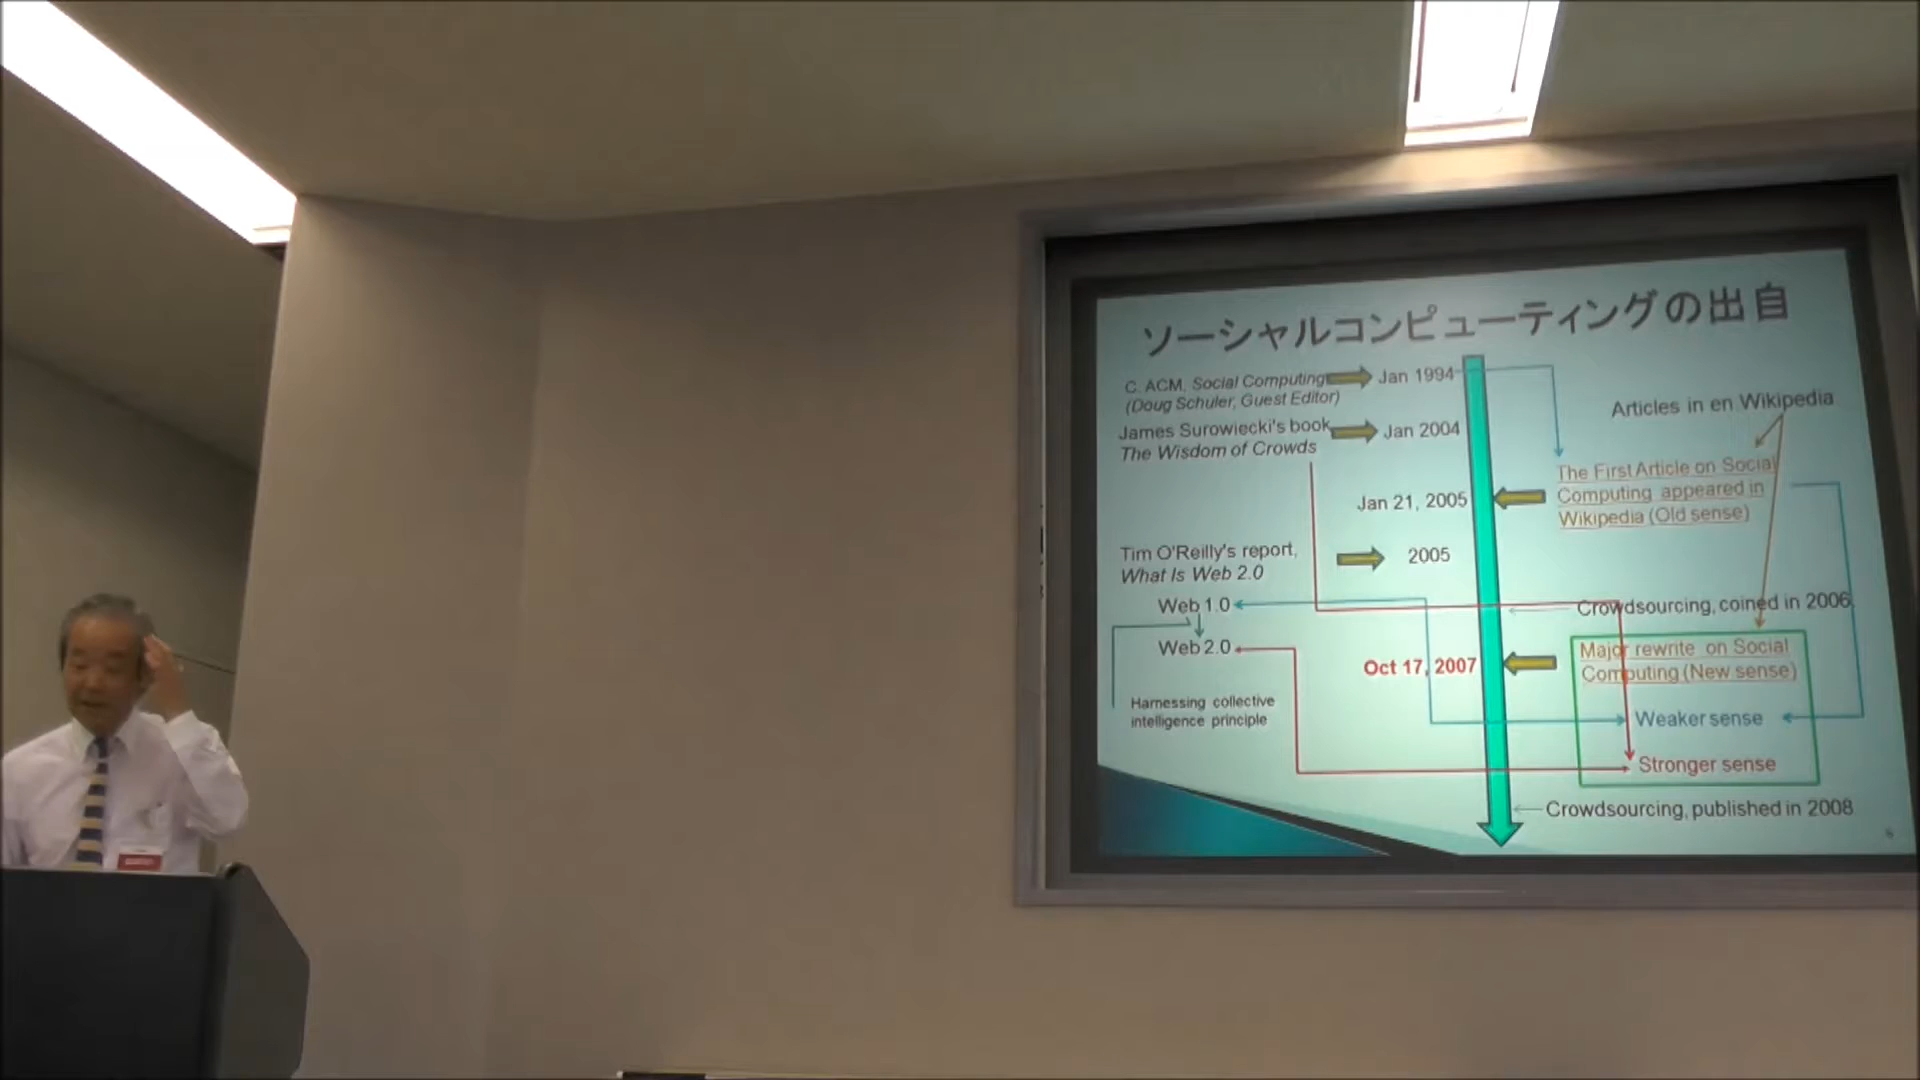 ソーシャルコンピューティングの出自
C. ACM, Social Computing
(Doug Schuler, Guest Editor)
Jan 1994
James Surowiecki's book
The Wisdom of Crowds
Jan 2004
Articles in en Wikipedia
Jan 21, 2005
The First Article on Social
Computing appeared in
Wikipedia (Old sense)
Tim O'Reilly's report,
What Is Web 2.0
2005
Web 1.0
Crowdsourcing, coined in 2006
Web 2.0
Oct 17, 2007
Major rewrite on Social
Computing (New sense)
Harnessing collective
intelligence principle
Weaker sense
Stronger sense
Crowdsourcing, published in 2008